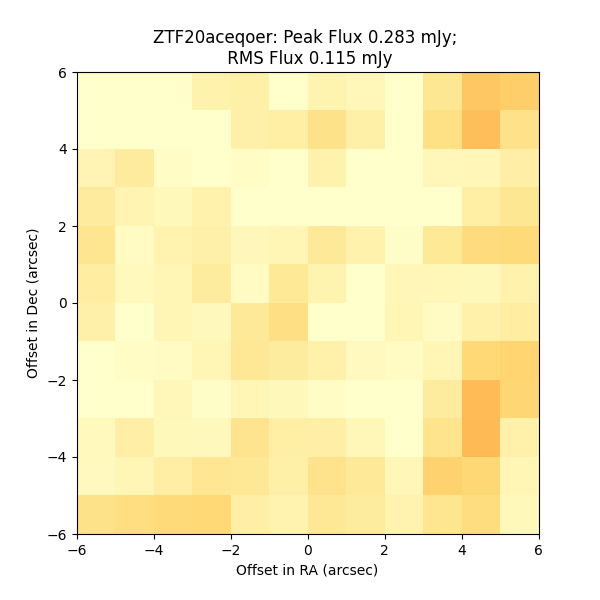 ZTF20aceqoer: Peak Flux 0.283 mJy;
RMS Flux 0.115 mJy
6
4
2
0
−2
−4
−6
Offset in Dec (arcsec)
−6 −4 −2 0 2 4 6
Offset in RA (arcsec)